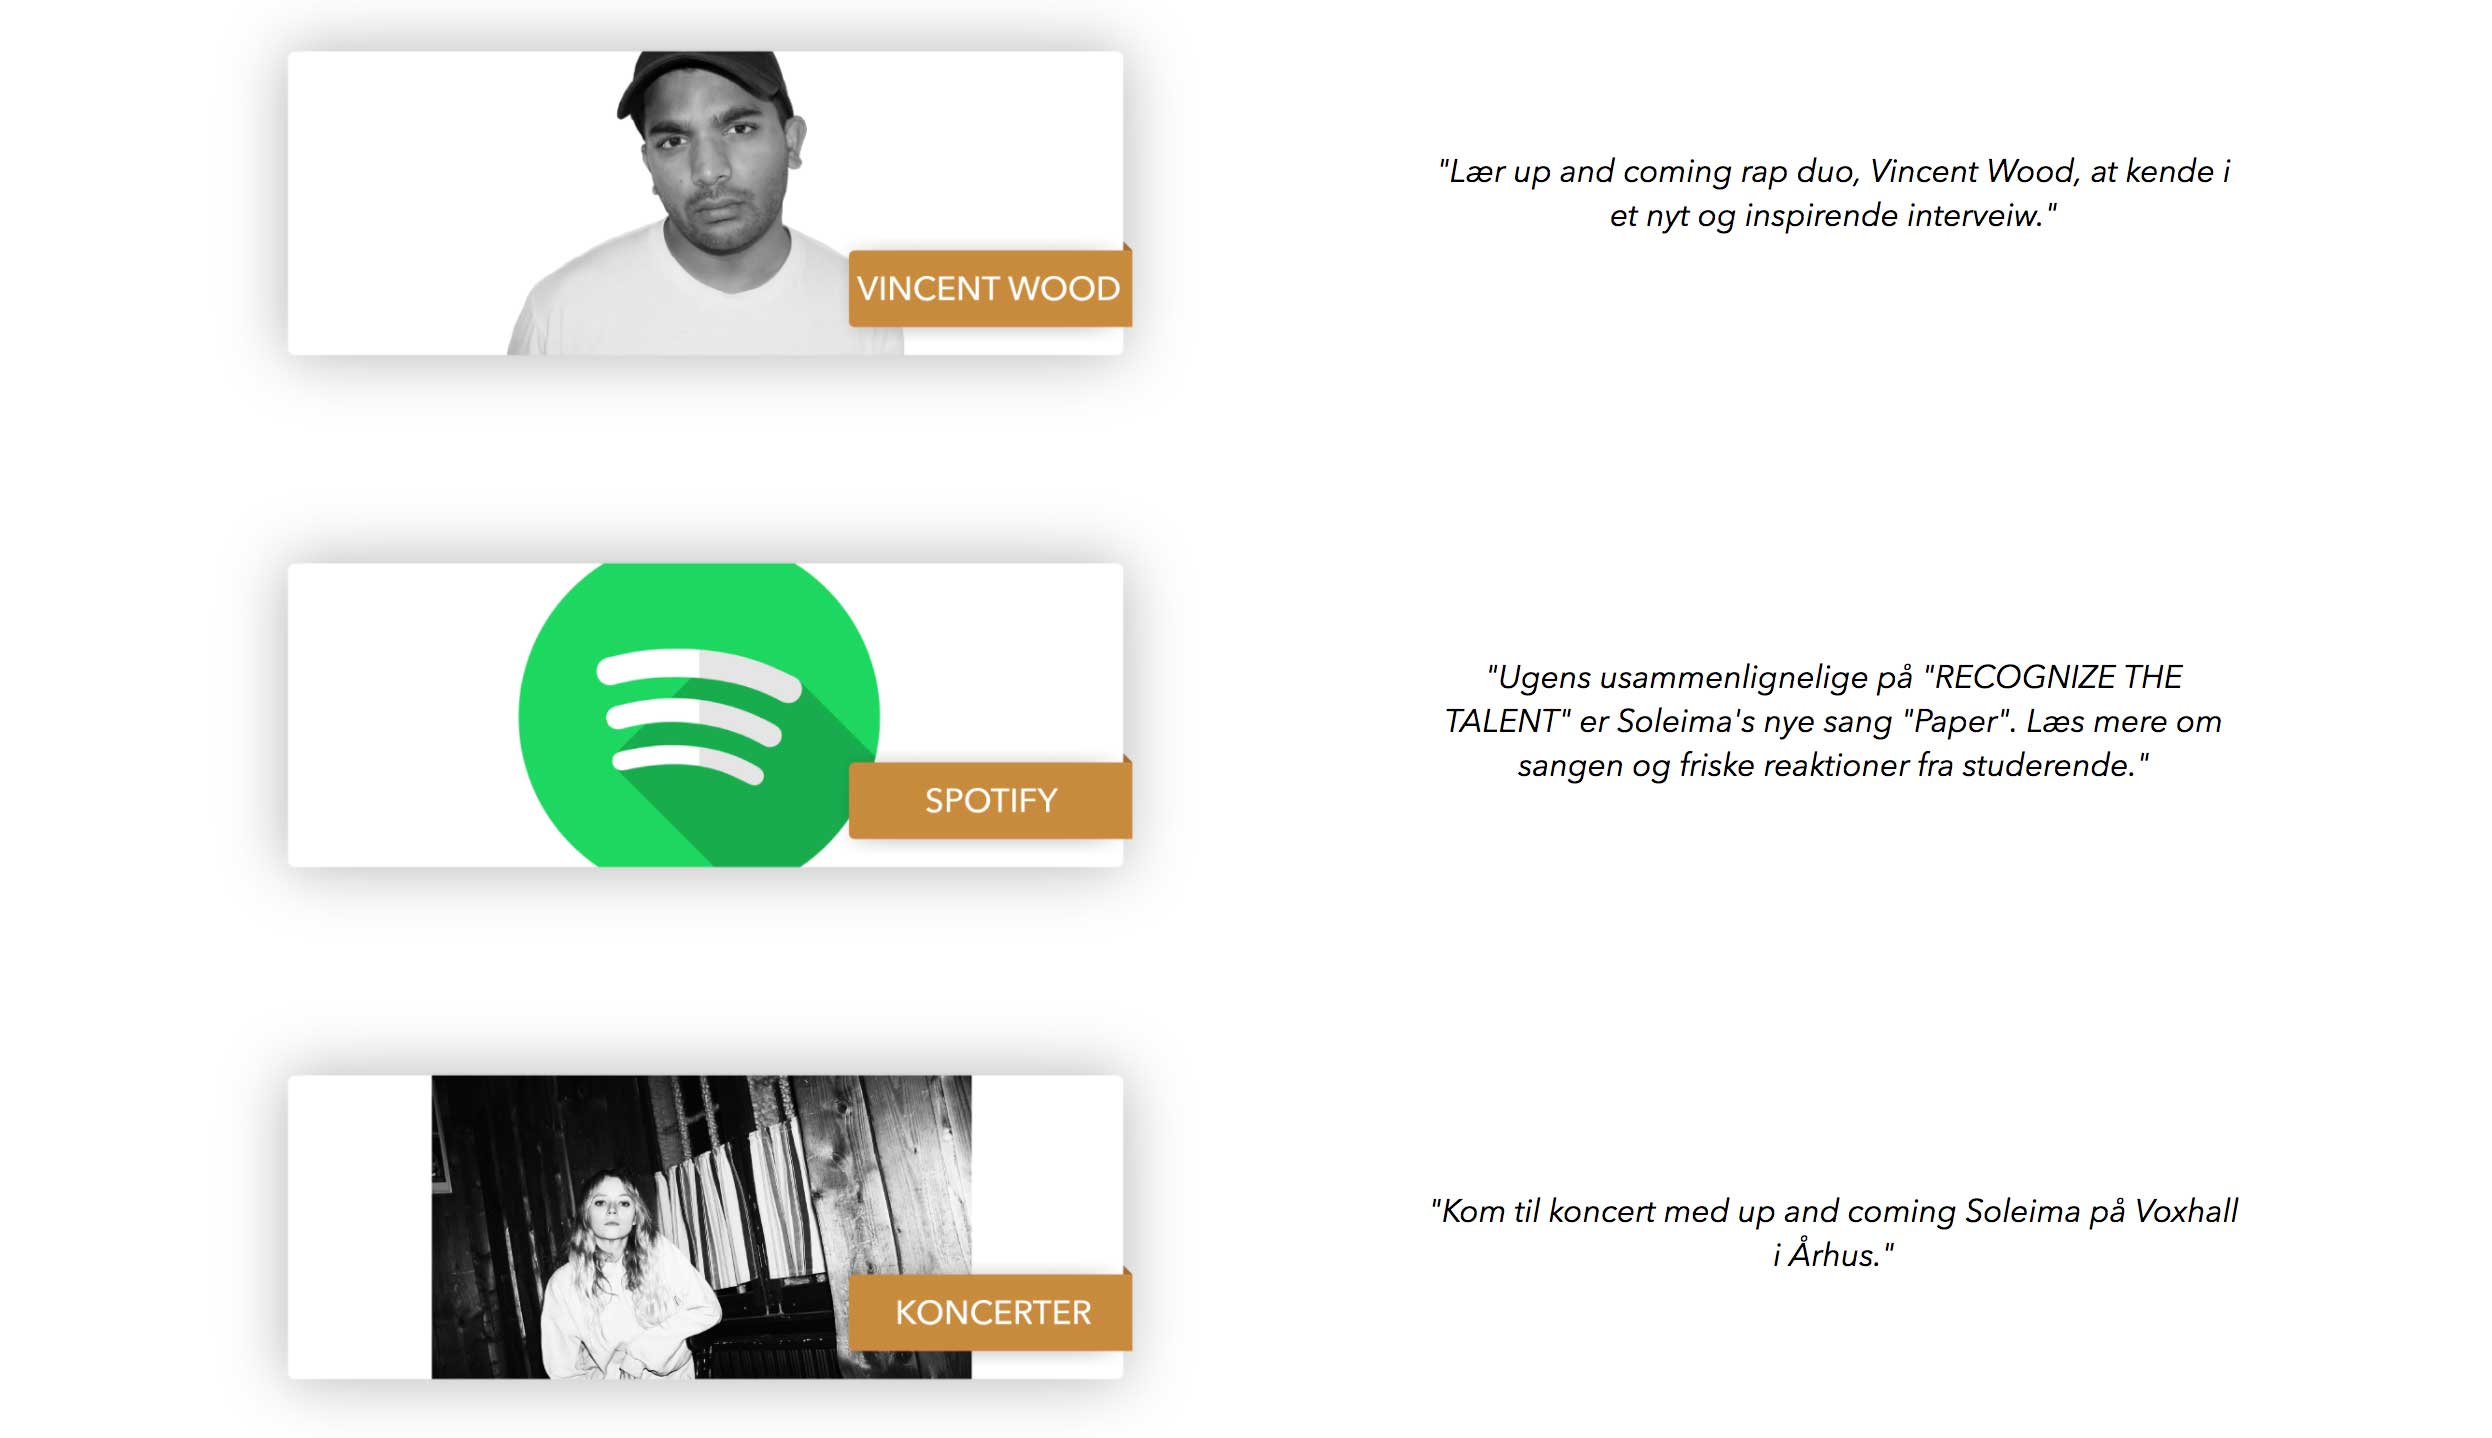 VINCENT WOOD
"Lær up and coming rap duo, Vincent Wood, at kende i
et nyt og inspirende interveiw."
SPOTIFY
"Ugens usammenlignelige på "RECOGNIZE THE
TALENT" er Soleima's nye sang "Paper". Læs mere om
sangen og friske reaktioner fra studerende."
KONCERTER
"Kom til koncert med up and coming Soleima på Voxhall
i Århus."